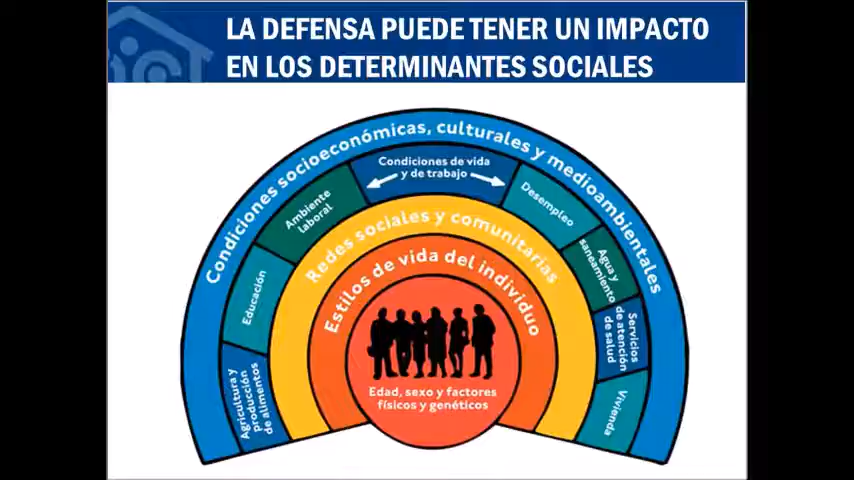 LA DEFENSA PUEDE TENER UN IMPACTO
EN LOS DETERMINANTES SOCIALES
Condiciones socioeconómicas, culturales y medioambientales
Condiciones de vida
y de trabajo
Agricultura y
producción
de alimentos
Educación
Ambiente
laboral
Desempleo
Agua y
saneamiento
Servicios
de atención
de salud
Vivienda
Redes sociales y comunitarias
Estilos de vida del individuo
Edad, sexo y factores
físicos y genéticos